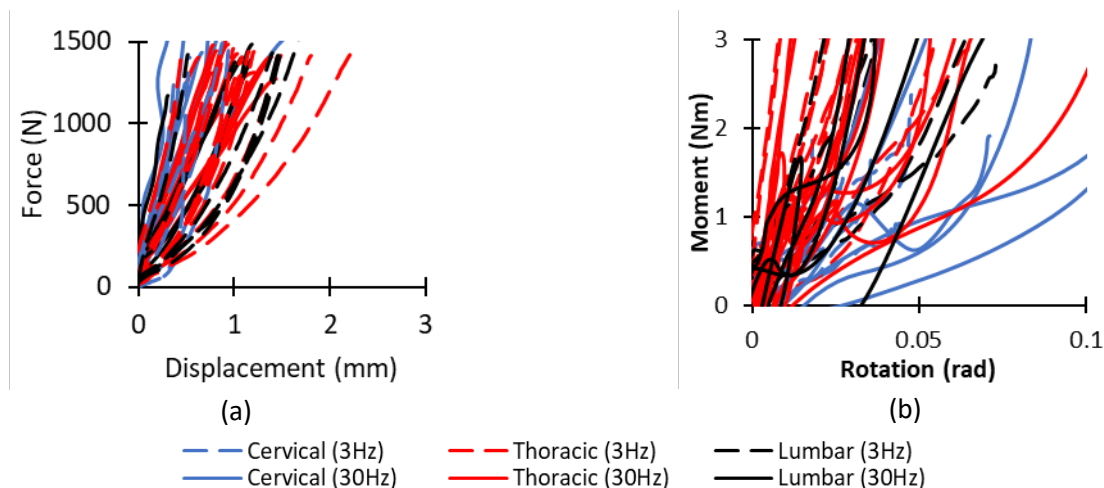 1500
1000
500
0
Force (N)
0 1 2 3
Displacement (mm)
(a)
3
2
1
0
Moment (Nm)
0 0.05 0.1
Rotation (rad)
(b)
Cervical (3Hz) Thoracic (3Hz) Lumbar (3Hz)
Cervical (30Hz) Thoracic (30Hz) Lumbar (30Hz)